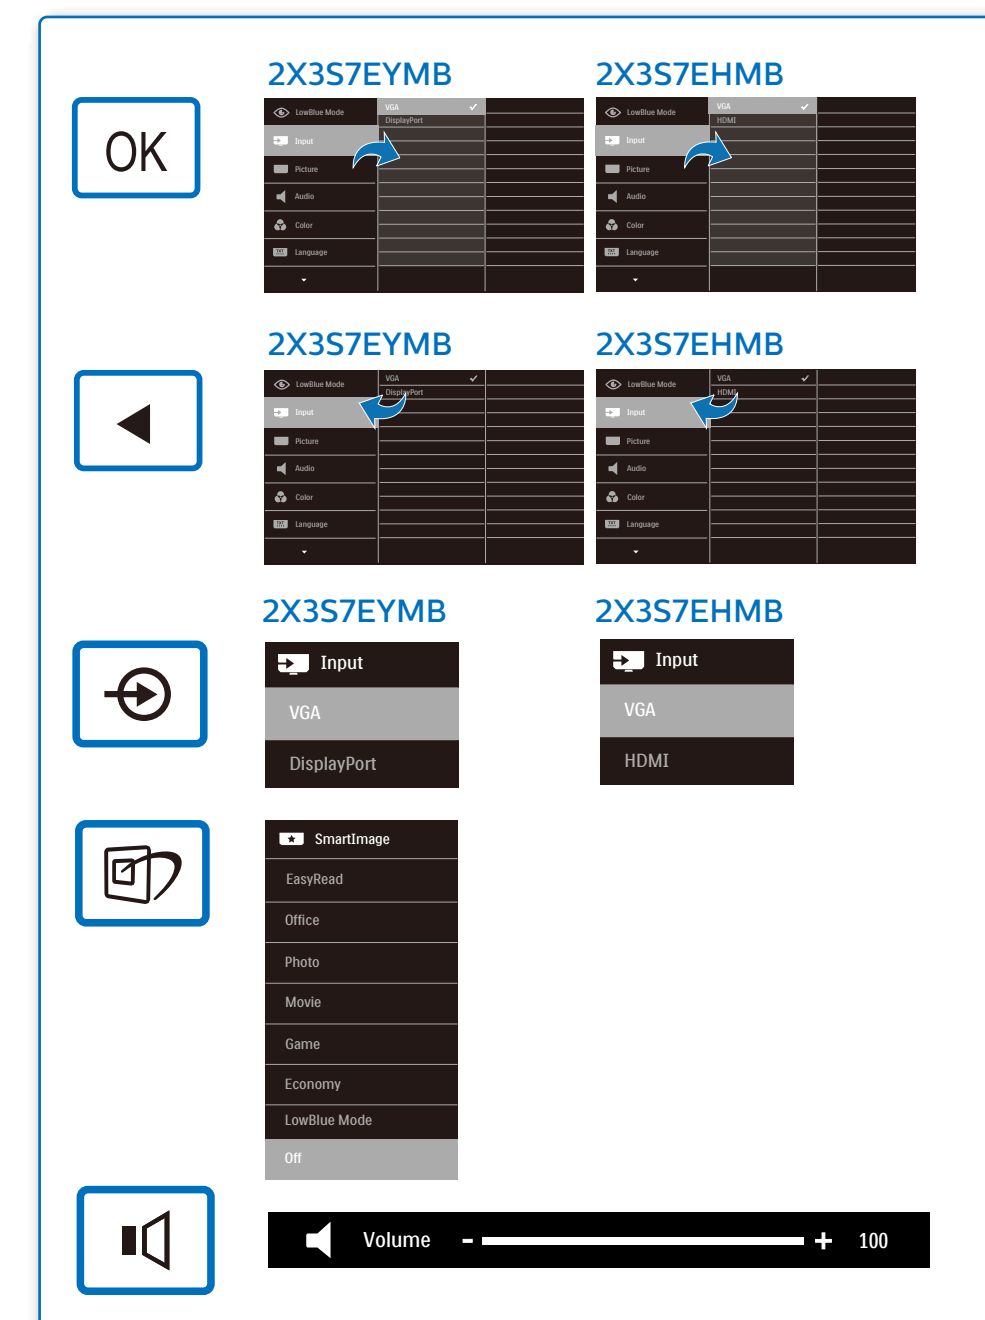 2X3S7EYMB
2X3S7EHMB
OK
LowBlue Mode
Input
Picture
Audio
Color
Language
VGA
DisplayPort
LowBlue Mode
Input
Picture
Audio
Color
Language
VGA
HDMI
2X3S7EYMB
2X3S7EHMB
LowBlue Mode
Input
Picture
Audio
Color
Language
VGA
DisplayPort
LowBlue Mode
Input
Picture
Audio
Color
Language
VGA
HDMI
2X3S7EYMB
2X3S7EHMB
Input
VGA
DisplayPort
Input
VGA
HDMI
SmartImage
EasyRead
Office
Photo
Movie
Game
Economy
LowBlue Mode
Off
Volume - + 100